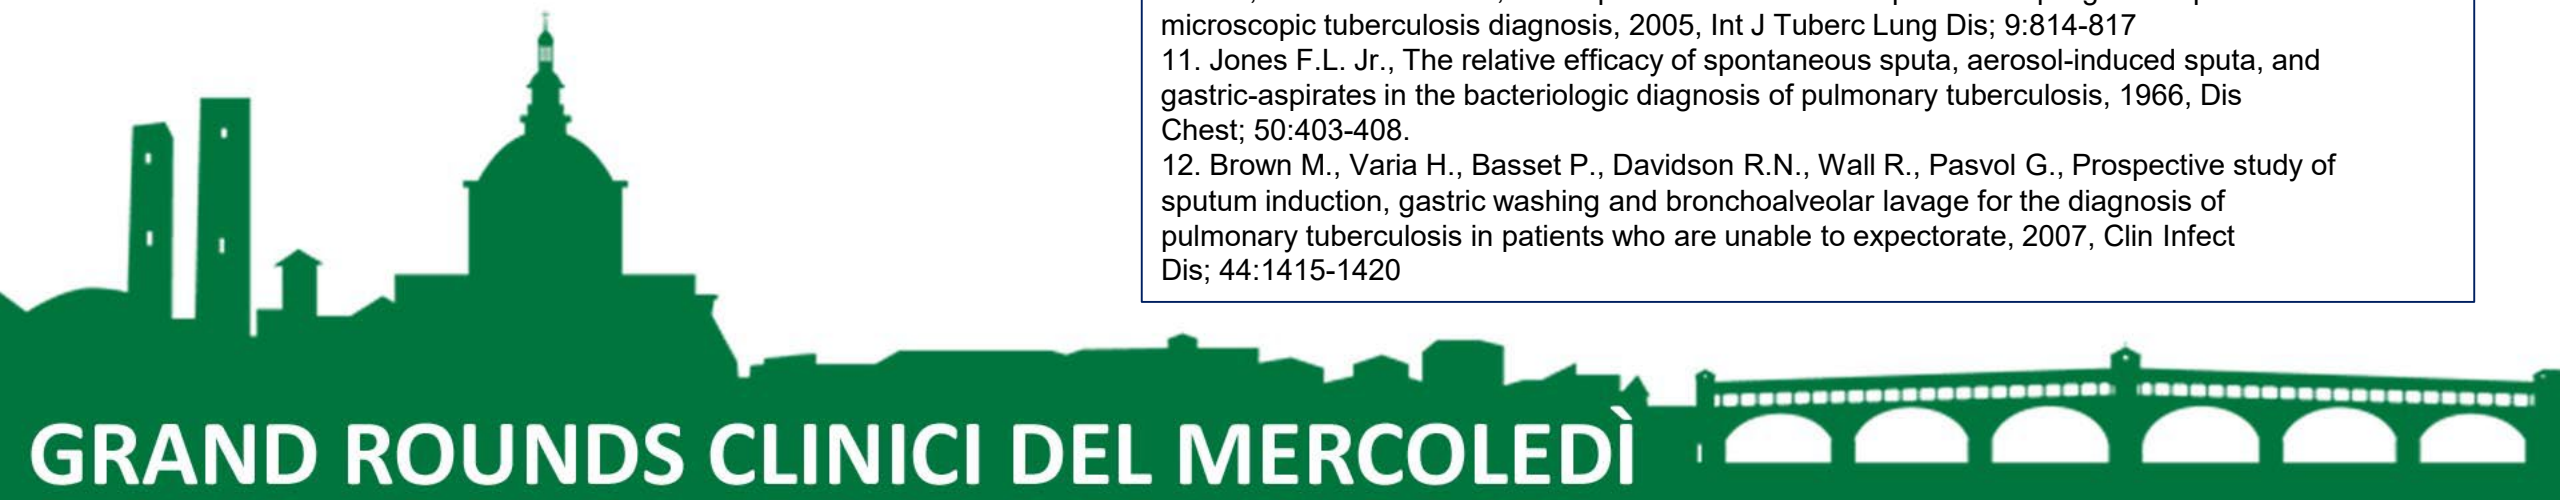 microscopic tuberculosis diagnosis, 2005, Int J Tuberc Lung Dis; 9:814-817
11. Jones F.L. Jr., The relative efficacy of spontaneous sputa, aerosol-induced sputa, and
gastric-aspirates in the bacteriologic diagnosis of pulmonary tuberculosis, 1966, Dis
Chest; 50:403-408.
12. Brown M., Varia H., Basset P., Davidson R.N., Wall R., Pasvol G., Prospective study of
sputum induction, gastric washing and bronchoalveolar lavage for the diagnosis of
pulmonary tuberculosis in patients who are unable to expectorate, 2007, Clin Infect
Dis; 44:1415-1420
GRAND ROUNDS CLINICI DEL MERCOLEDÌ